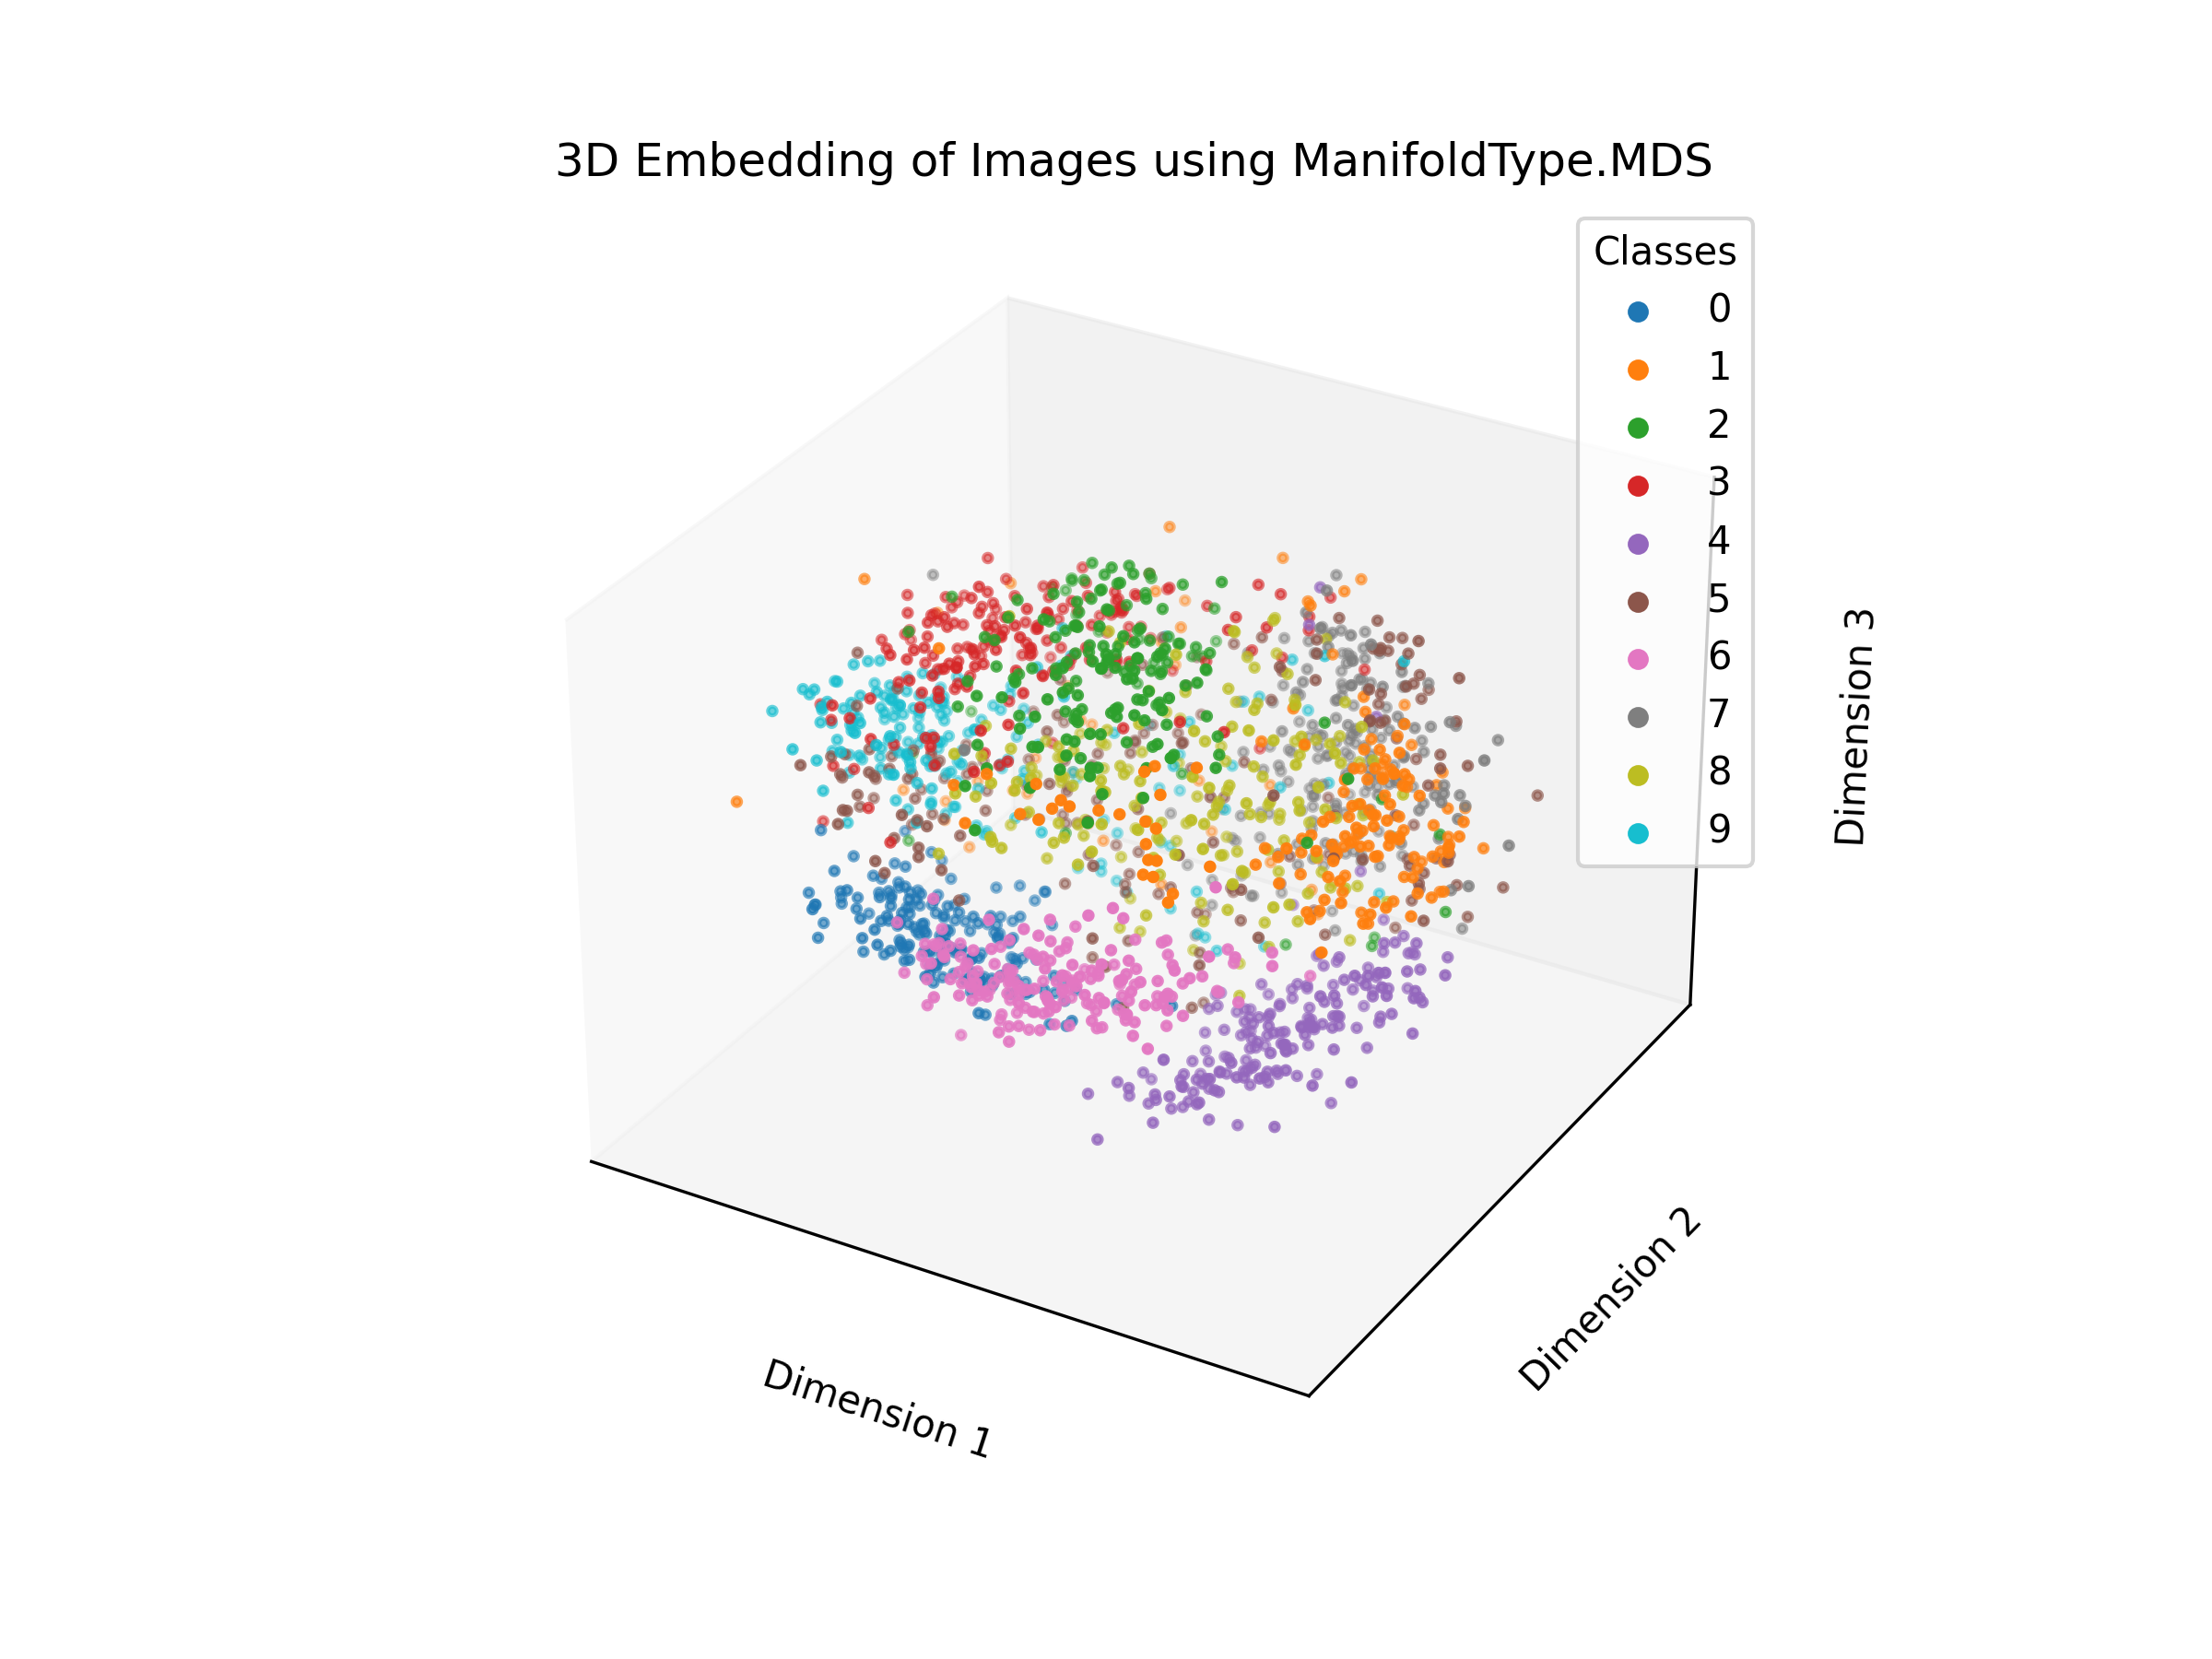 3D Embedding of Images using ManifoldType.MDS
Classes
0
1
2
3
4
5
6
7
8
9
Dimension 3
Dimension 2
Dimension 1